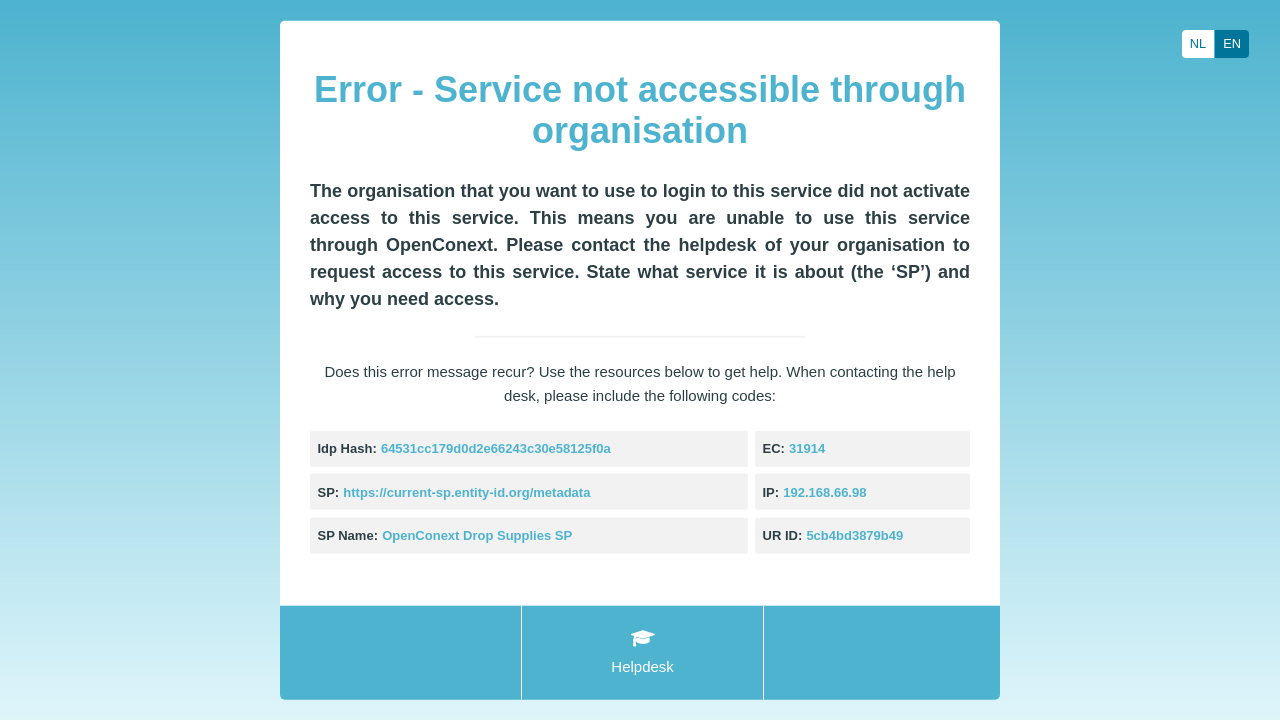 NL EN
Error - Service not accessible through
organisation
The organisation that you want to use to login to this service did not activate
access to this service. This means you are unable to use this service
through OpenConext. Please contact the helpdesk of your organisation to
request access to this service. State what service it is about (the ‘SP’) and
why you need access.
Does this error message recur? Use the resources below to get help. When contacting the help
desk, please include the following codes:
Idp Hash: 64531cc179d0d2e66243c30e58125f0a EC: 31914
SP: https://current-sp.entity-id.org/metadata IP: 192.168.66.98
SP Name: OpenConext Drop Supplies SP UR ID: 5cb4bd3879b49
Helpdesk